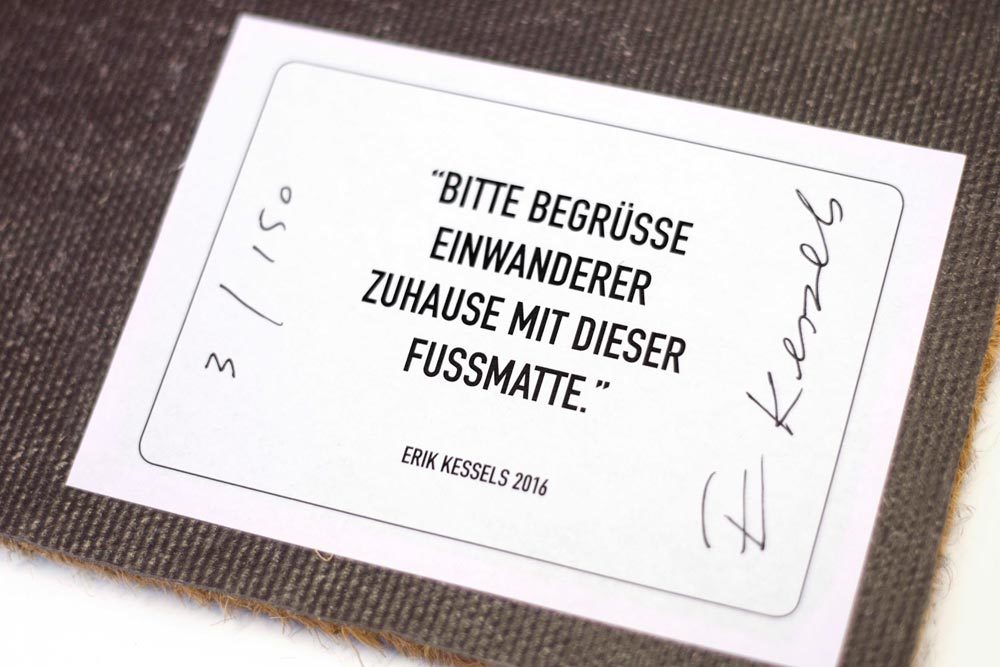 “BITTE BEGRÜSSE
EINWANDERER
ZUHAUSE MIT DIESER
FUSSMATTE.”
ERIK KESSELS 2016
3 / 150
E Kessels